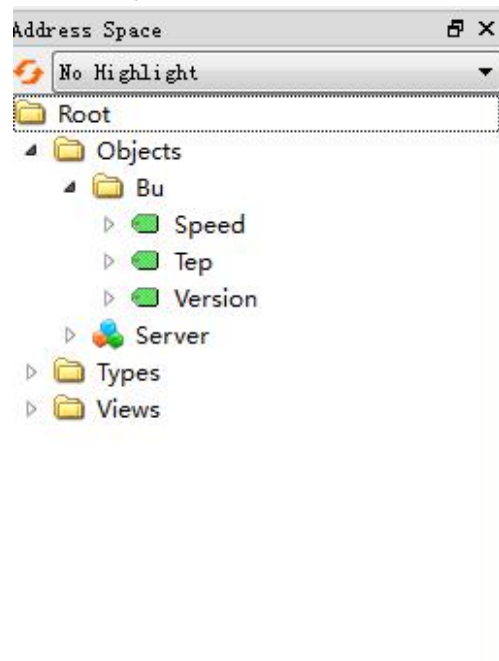 Address Space
No Highlight
Root
Objects
Bu
Speed
Tep
Version
Server
Types
Views